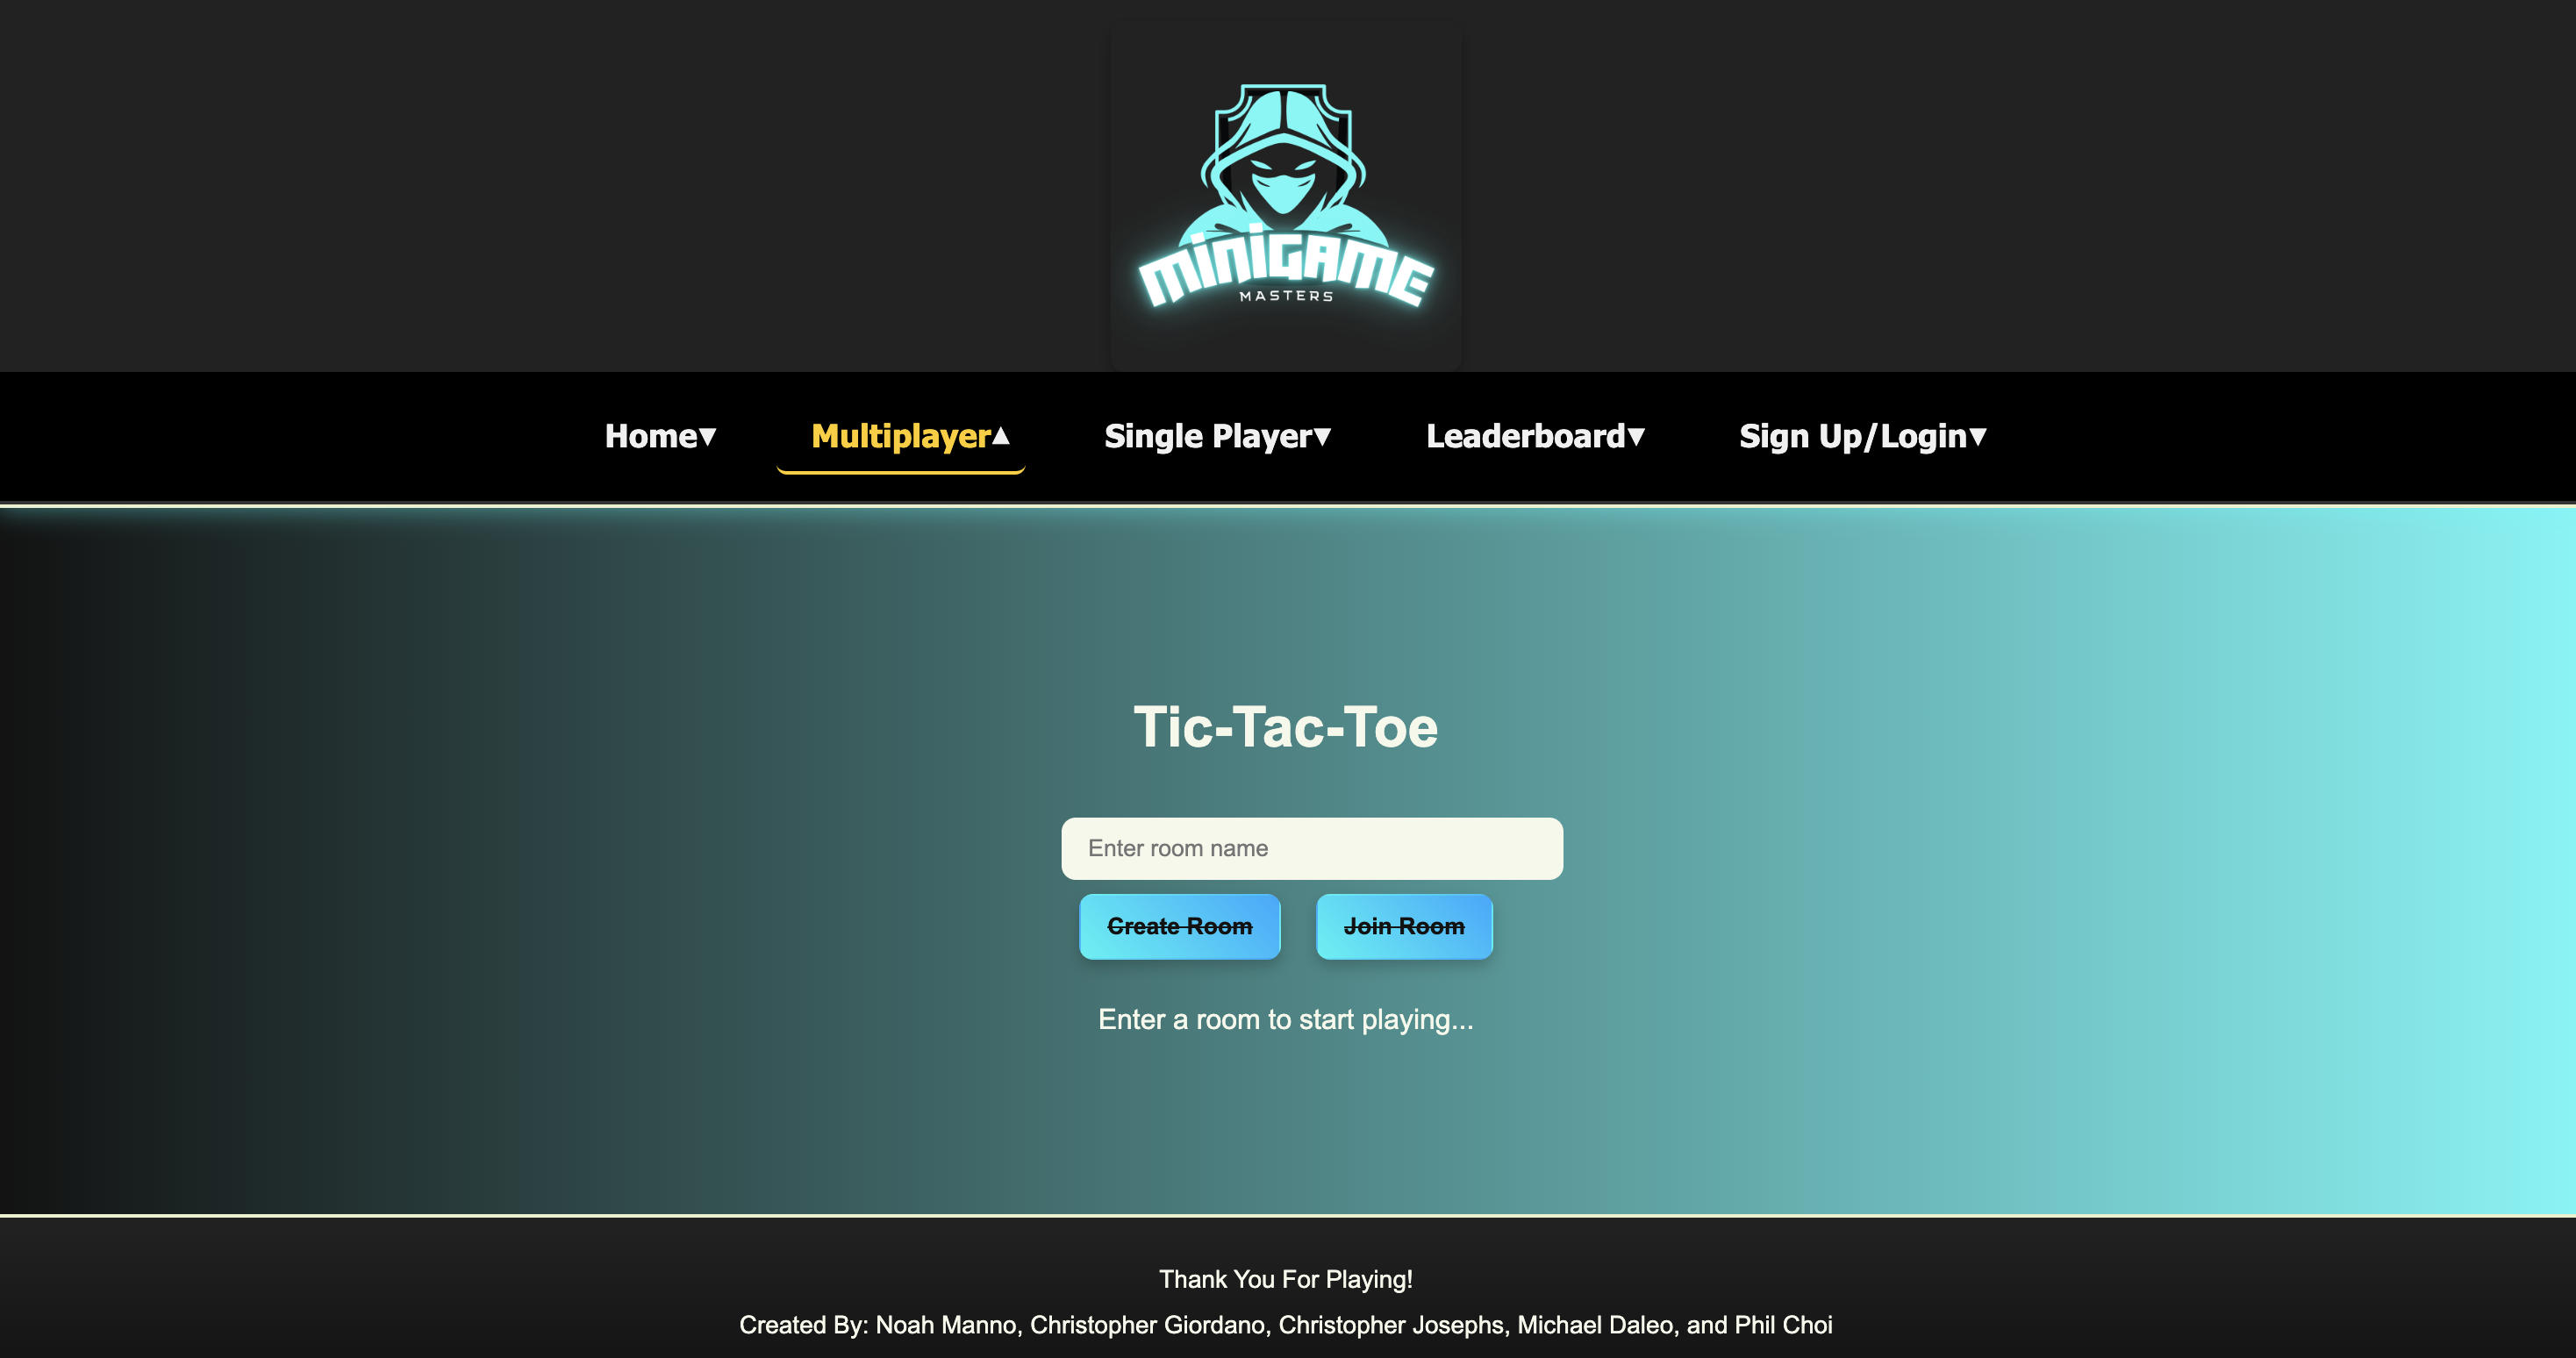 MINIGAME
MASTERS
Home▼ Multiplayer▲ Single Player▼ Leaderboard▼ Sign Up/Login▼
Tic-Tac-Toe
Enter room name
Create Room Join Room
Enter a room to start playing...
Thank You For Playing!
Created By: Noah Manno, Christopher Giordano, Christopher Josephs, Michael Daleo, and Phil Choi